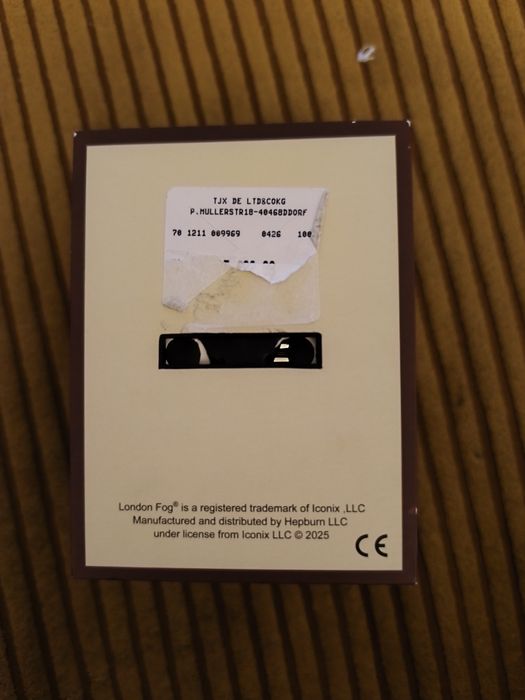 TJX DE LTD&COKG
P.MULLERSTR18-40468DDORF
70 1211 009969 0426 100
London Fog® is a registered trademark of Iconix ,LLC
Manufactured and distributed by Hepburn LLC
under license from Iconix LLC © 2025
CE